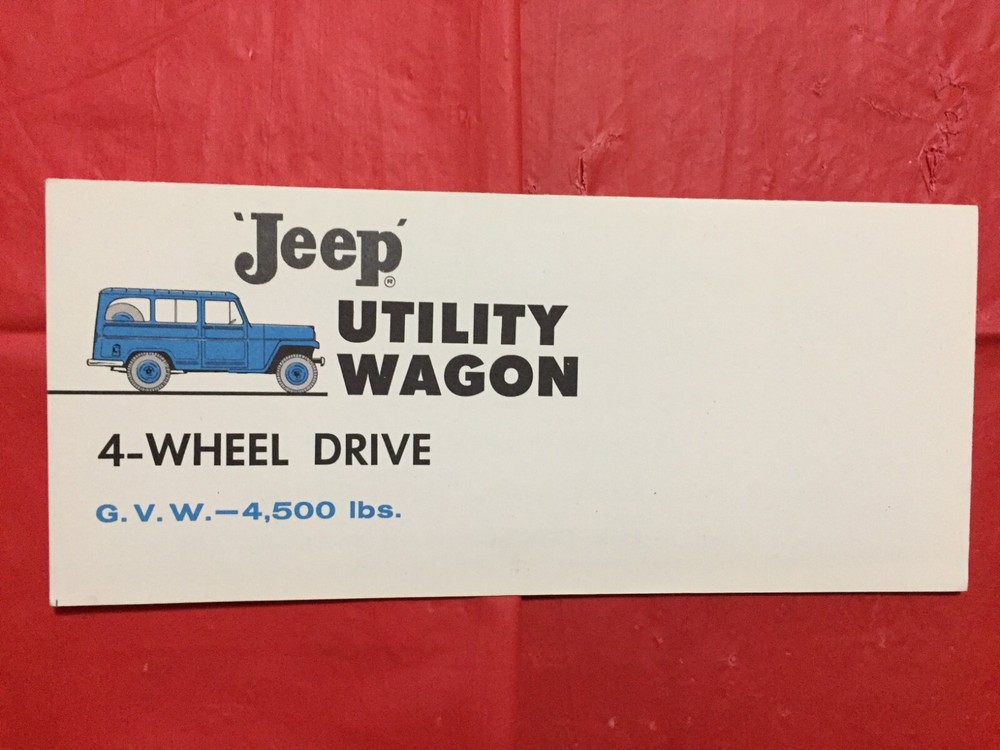 'Jeep'®
UTILITY
WAGON
4-WHEEL DRIVE
G.V.W.—4,500 lbs.